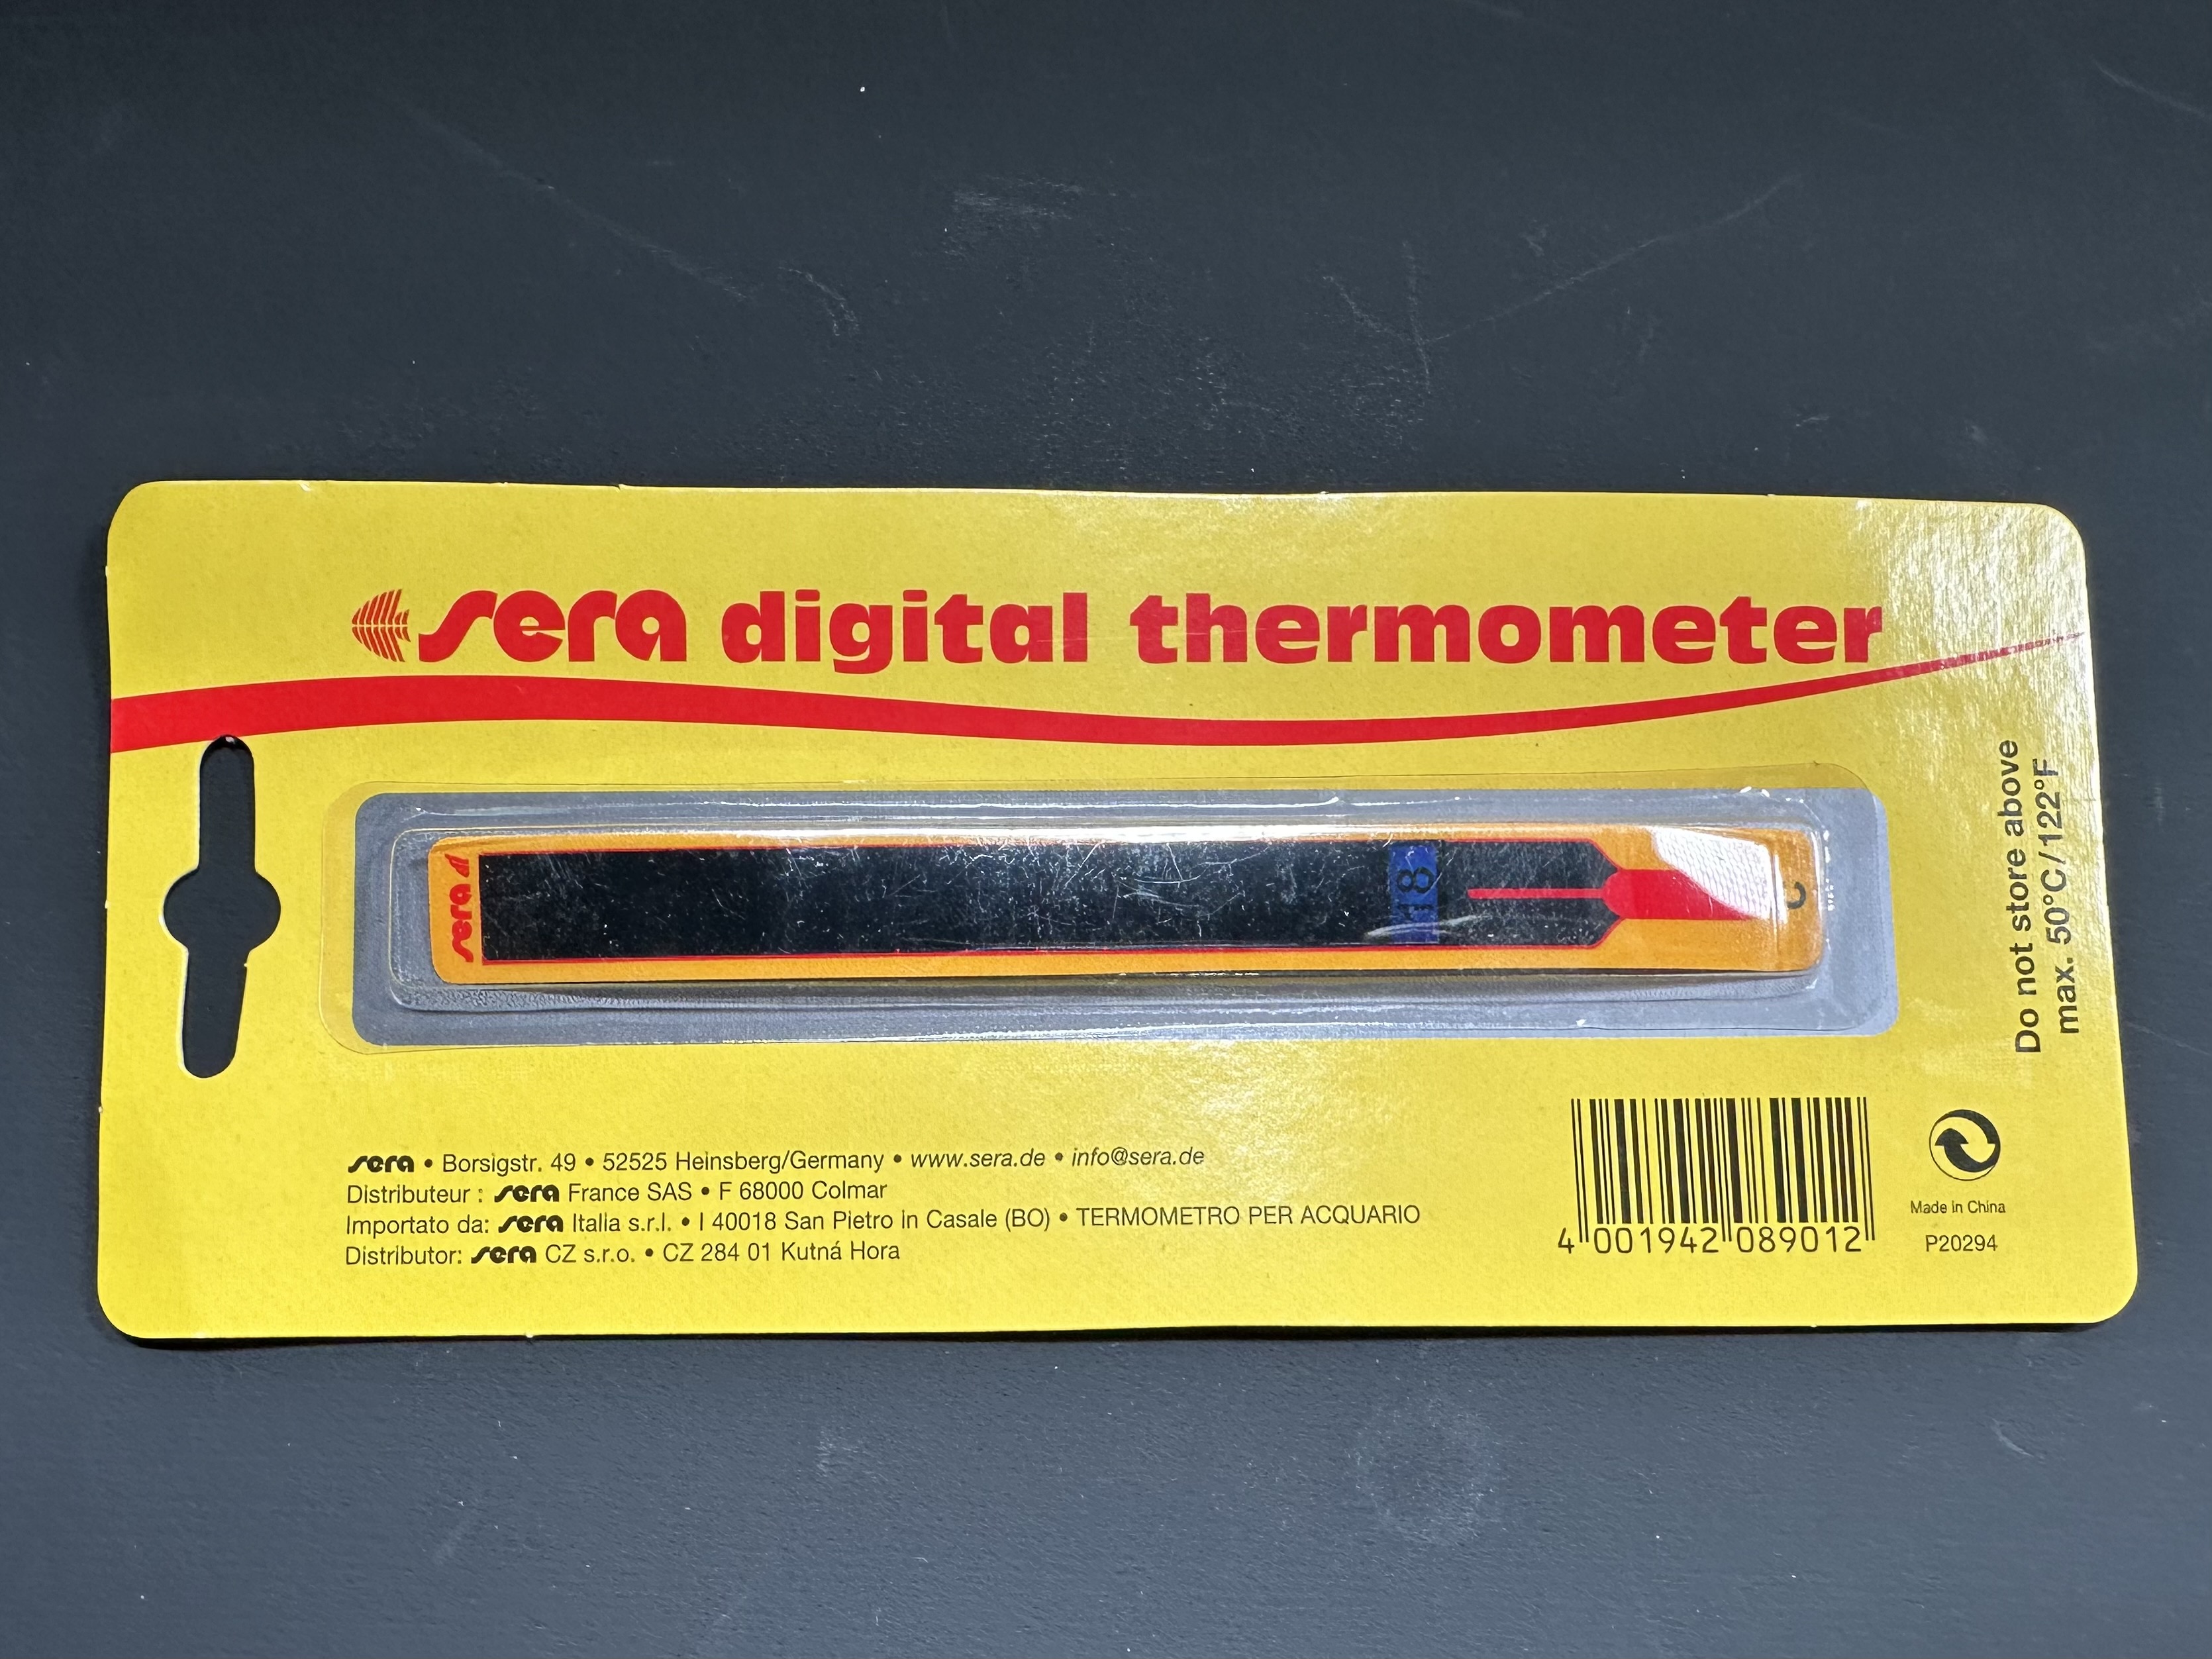 sera digital thermometer
sera
18
C
Do not store above
max. 50°C/122°F
sera • Borsigstr. 49 • 52525 Heinsberg/Germany • www.sera.de • info@sera.de
Distributeur : sera France SAS • F 68000 Colmar
Importato da: sera Italia s.r.l. • I 40018 San Pietro in Casale (BO) • TERMOMETRO PER ACQUARIO
Distributor: sera CZ s.r.o. • CZ 284 01 Kutná Hora
4 001942 089012
Made in China
P20294